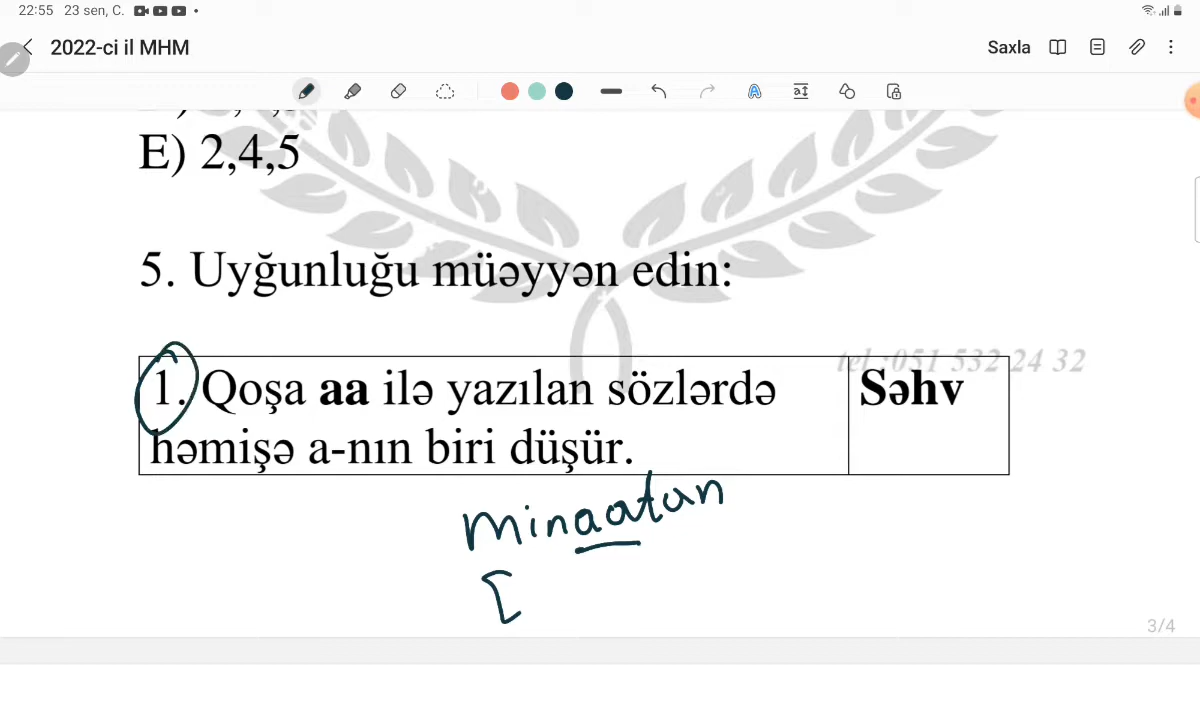 22:55 23 sen, C.
2022-ci il MHM
Saxla
E) 2,4,5
5. Uyğunluğu müəyyən edin:
tel :051 532 24 32
1. Qoşa aa ilə yazılan sözlərdə Səhv
həmişə a-nın biri düşür.
minaatan
[
3/4